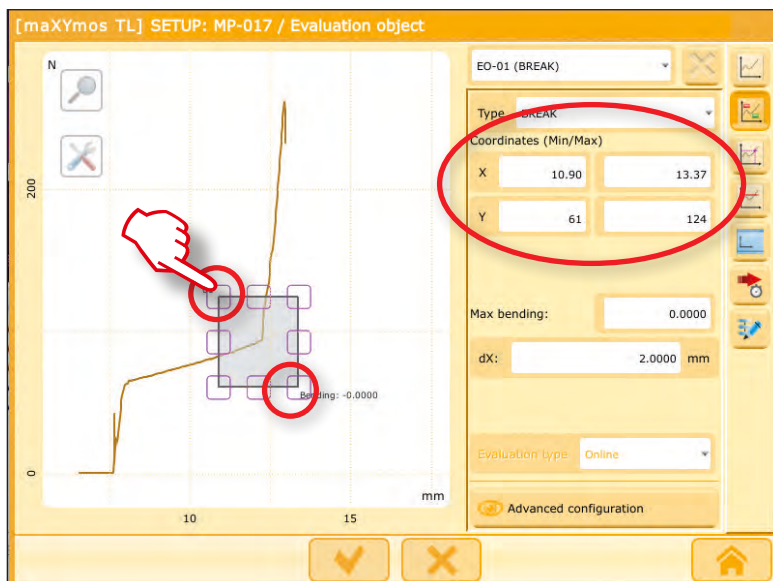 [maXYmos TL] SETUP: MP-017 / Evaluation object
N
200
0
10
15
mm
Bending: -0.0000
EO-01 (BREAK)
Type BREAK
Coordinates (Min/Max)
X 10.90 13.37
Y 61 124
Max bending: 0.0000
dX: 2.0000 mm
Evaluation type Online
Advanced configuration